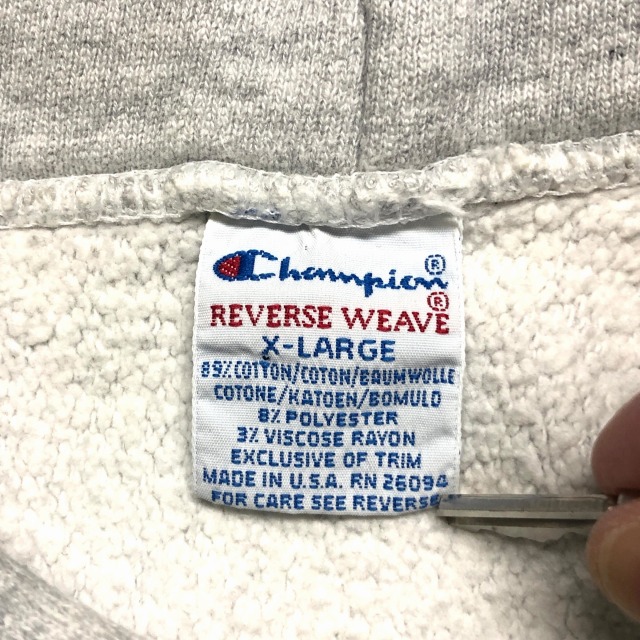 Champion®
REVERSE WEAVE®
X-LARGE
89% COTTON/COTON/BAUMWOLLE
COTONE/KATOEN/BOMULD
8% POLYESTER
3% VISCOSE RAYON
EXCLUSIVE OF TRIM
MADE IN U.S.A. RN 26094
FOR CARE SEE REVERSE